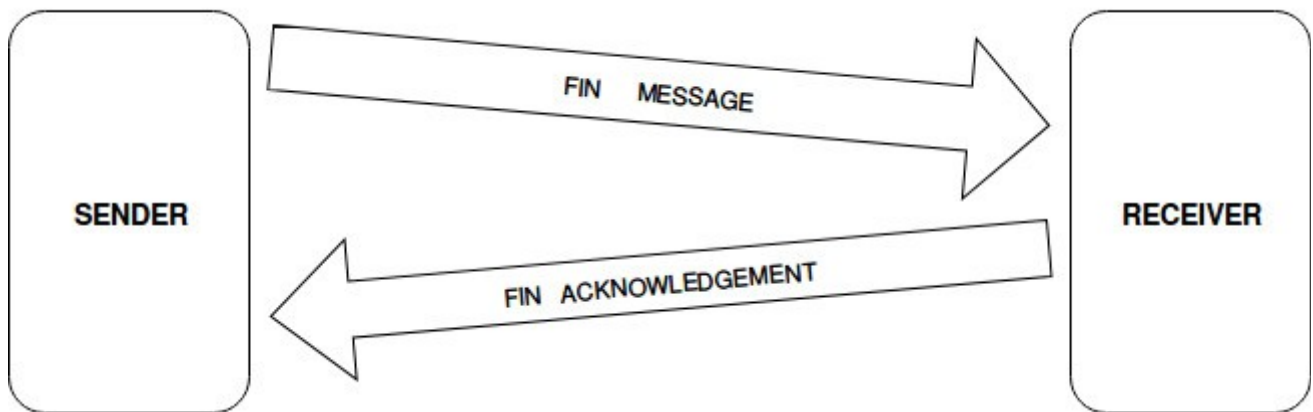 FIN MESSAGE
SENDER
RECEIVER
FIN ACKNOWLEDGEMENT